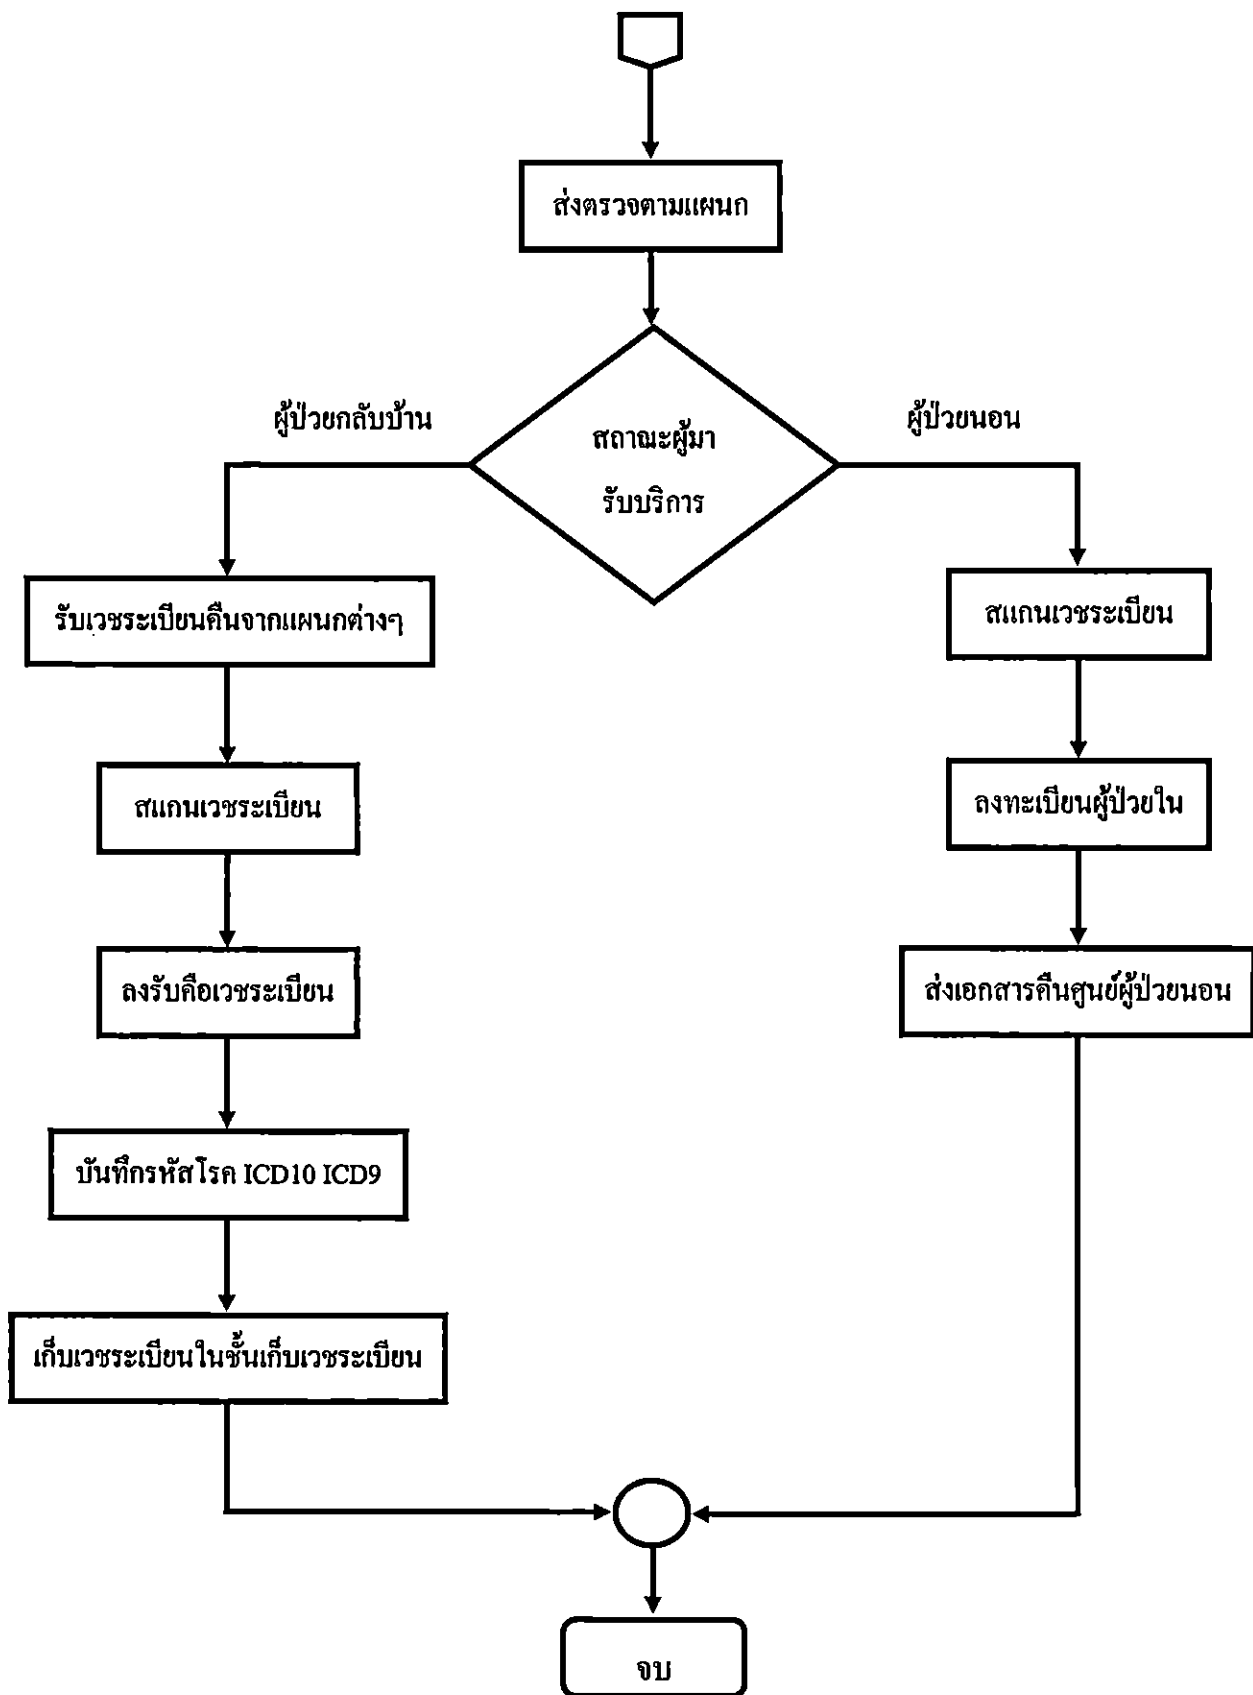 ส่งตรวจตามแผนก
ผู้ป่วยกลับบ้าน
สถานะผู้มา
รับบริการ
ผู้ป่วยนอน
รับเวชระเบียนคืนจากแผนกต่างๆ
สแกนเวชระเบียน
ลงรับคือเวชระเบียน
บันทึกรหัสโรค ICD10 ICD9
เก็บเวชระเบียนในชั้นเก็บเวชระเบียน
สแกนเวชระเบียน
ลงทะเบียนผู้ป่วยใน
ส่งเอกสารคืนศูนย์ผู้ป่วยนอน
จบ